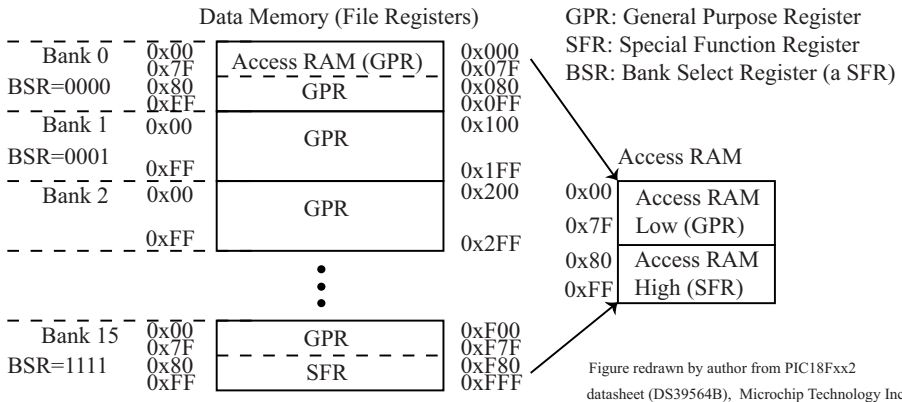 Data Memory (File Registers)
GPR: General Purpose Register
SFR: Special Function Register
BSR: Bank Select Register (a SFR)
Bank 0
BSR=0000
0x00
0x7F
0x80
0xFF
Access RAM (GPR)
GPR
0x000
0x07F
0x080
0x0FF
Bank 1
BSR=0001
0x00
0xFF
GPR
0x100
0x1FF
Bank 2
0x00
0xFF
GPR
0x200
0x2FF
Bank 15
BSR=1111
0x00
0x7F
0x80
0xFF
GPR
SFR
0xF00
0xF7F
0xF80
0xFFF
Access RAM
0x00
0x7F
0x80
0xFF
Access RAM
Low (GPR)
Access RAM
High (SFR)
Figure redrawn by author from PIC18Fxx2
datasheet (DS39564B), Microchip Technology Inc